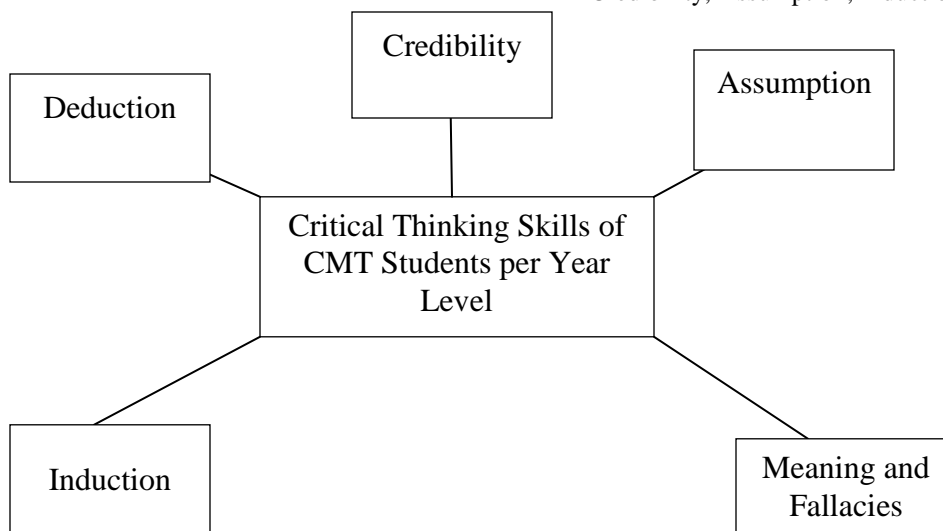 Credibility
Assumption
Deduction
Critical Thinking Skills of
CMT Students per Year
Level
Induction
Meaning and
Fallacies